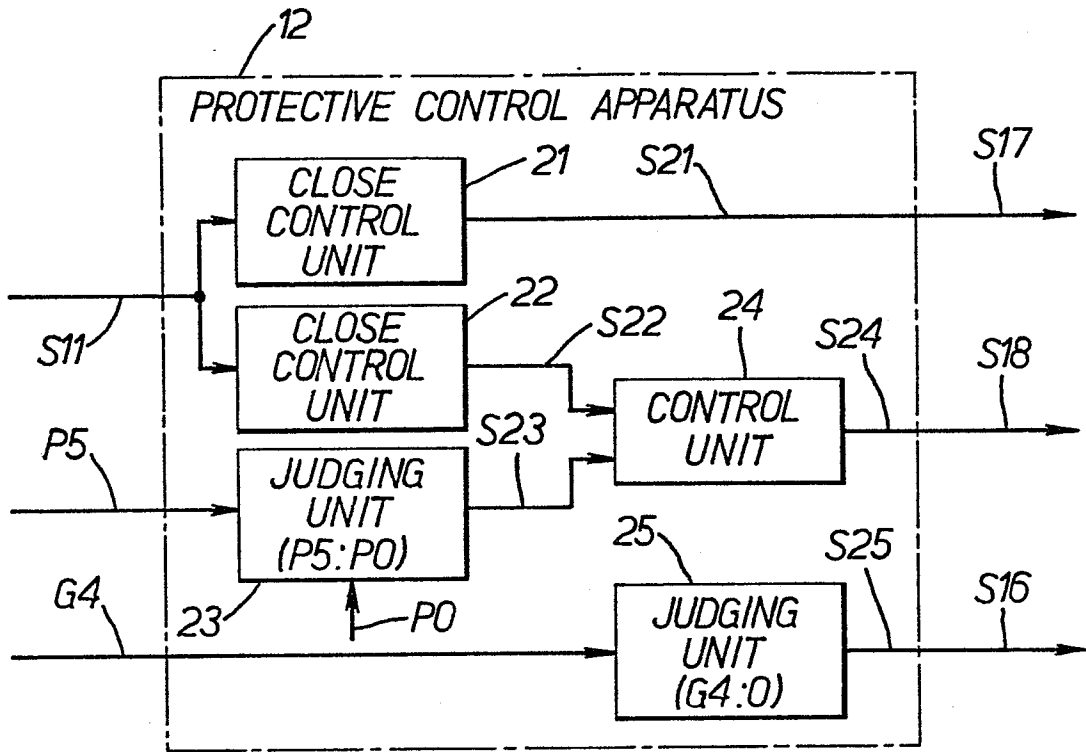 12
PROTECTIVE CONTROL APPARATUS
21
S21
S17
CLOSE
CONTROL
UNIT
S11
22
CLOSE
CONTROL
UNIT
S22
24
S24
S18
CONTROL
UNIT
P5
S23
JUDGING
UNIT
(P5:P0)
23
P0
G4
25
S25
S16
JUDGING
UNIT
(G4:0)